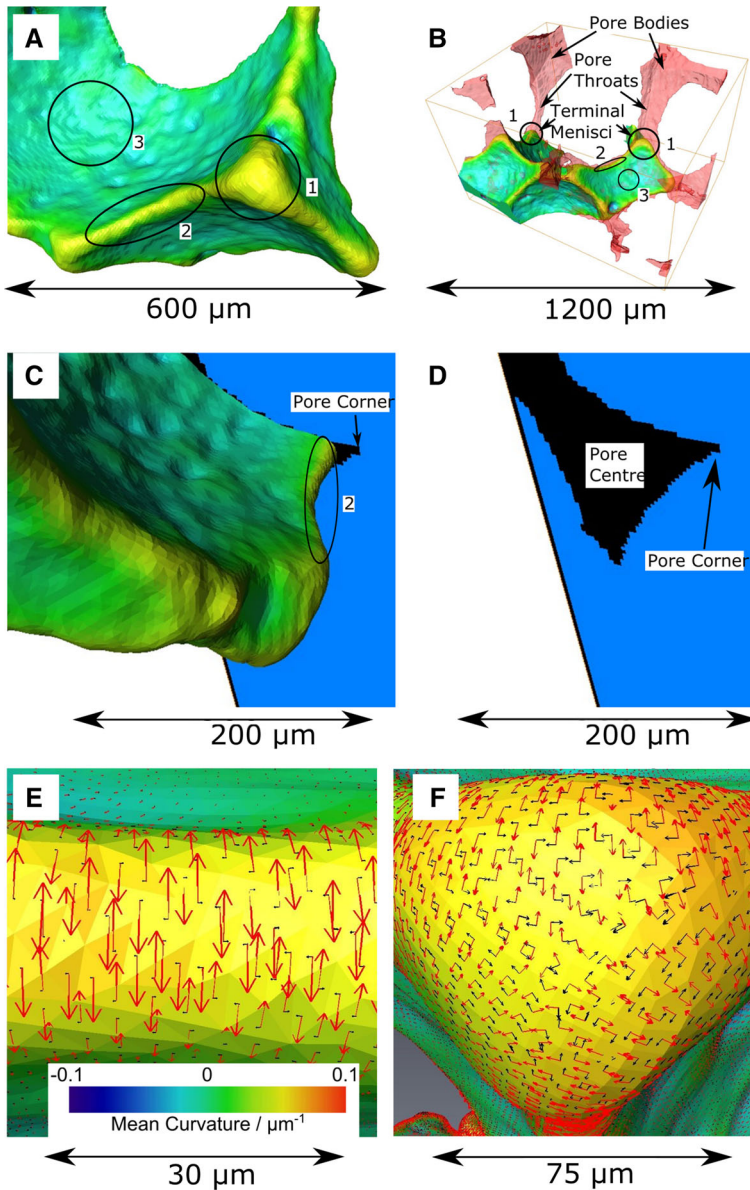 A
3
1
2
600 µm
B
Pore Bodies
Pore
Throats
1
Terminal
Menisci
1
2
3
1200 µm
C
Pore Corner
2
200 µm
D
Pore
Centre
Pore Corner
200 µm
E
-0.1 0 0.1
Mean Curvature / µm⁻¹
30 µm
F
75 µm